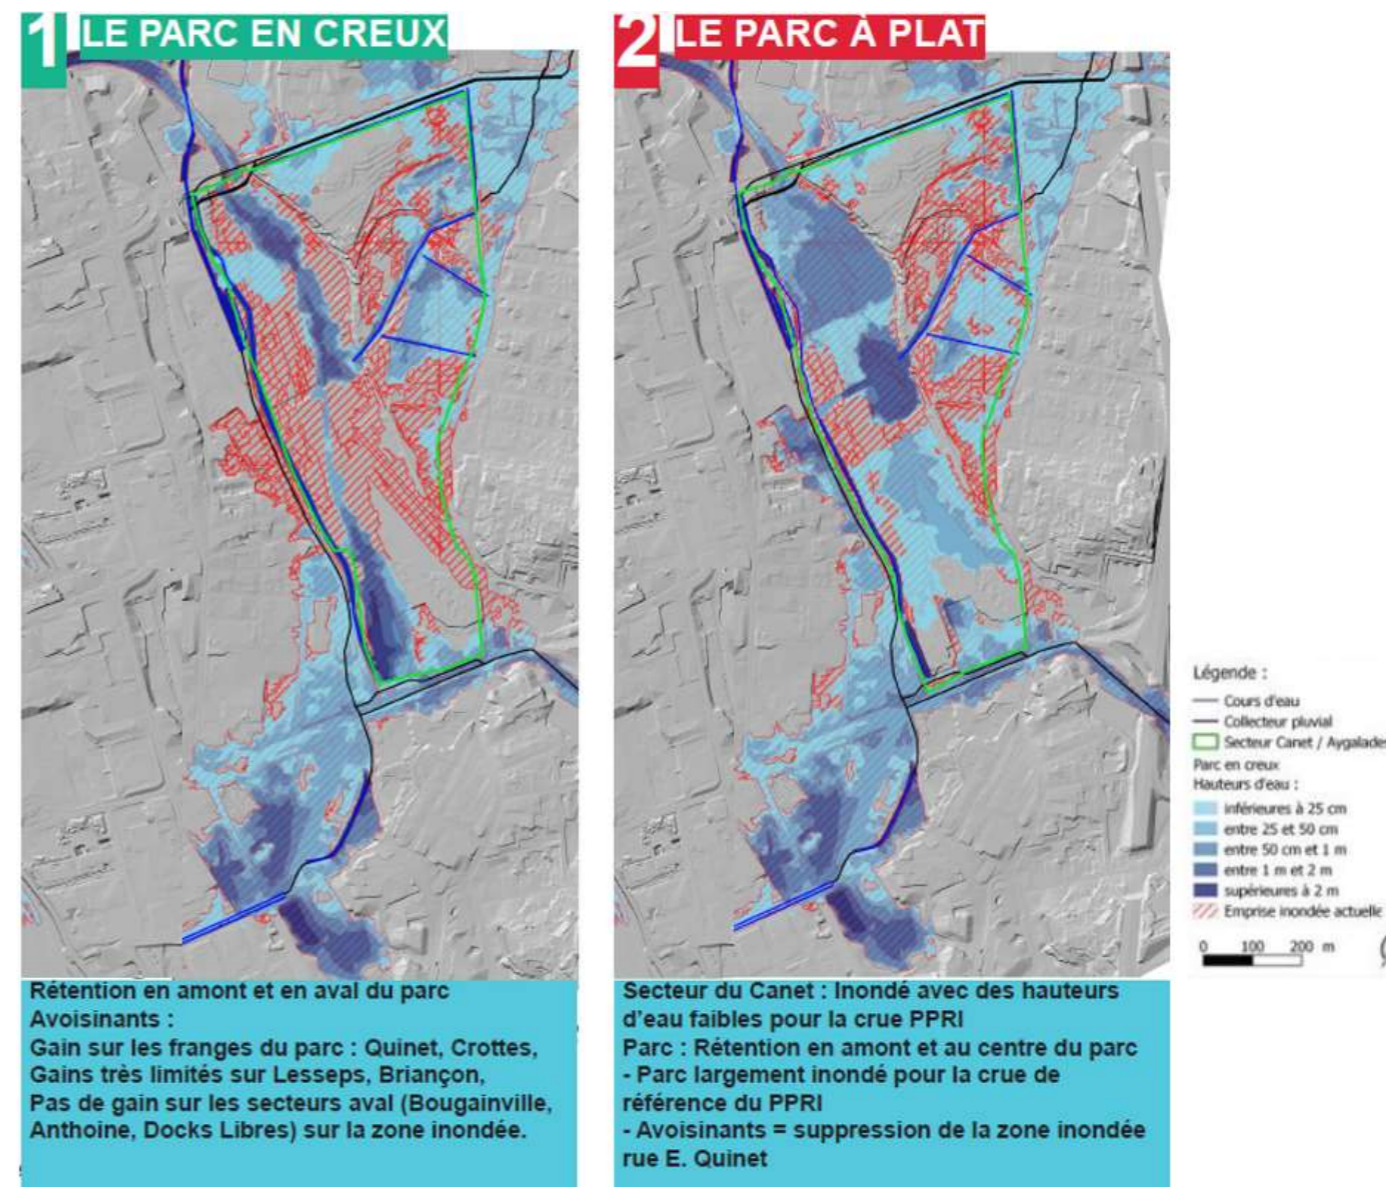 1 LE PARC EN CREUX
2 LE PARC À PLAT
Légende :
Cours d'eau
Collecteur pluvial
Secteur Canet / Aygalades
Parc en creux
Hauteurs d'eau :
inférieures à 25 cm
entre 25 et 50 cm
entre 50 cm et 1 m
entre 1 m et 2 m
supérieures à 2 m
Emprise inondée actuelle
0 100 200 m
Rétention en amont et en aval du parc
Avoisinants :
Gain sur les franges du parc : Quinet, Crottes,
Gains très limités sur Lesseps, Briançon,
Pas de gain sur les secteurs aval (Bougainville,
Anthoine, Docks Libres) sur la zone inondée.
Secteur du Canet : Inondé avec des hauteurs
d'eau faibles pour la crue PPRI
Parc : Rétention en amont et au centre du parc
- Parc largement inondé pour la crue de
référence du PPRI
- Avoisinants = suppression de la zone inondée
rue E. Quinet